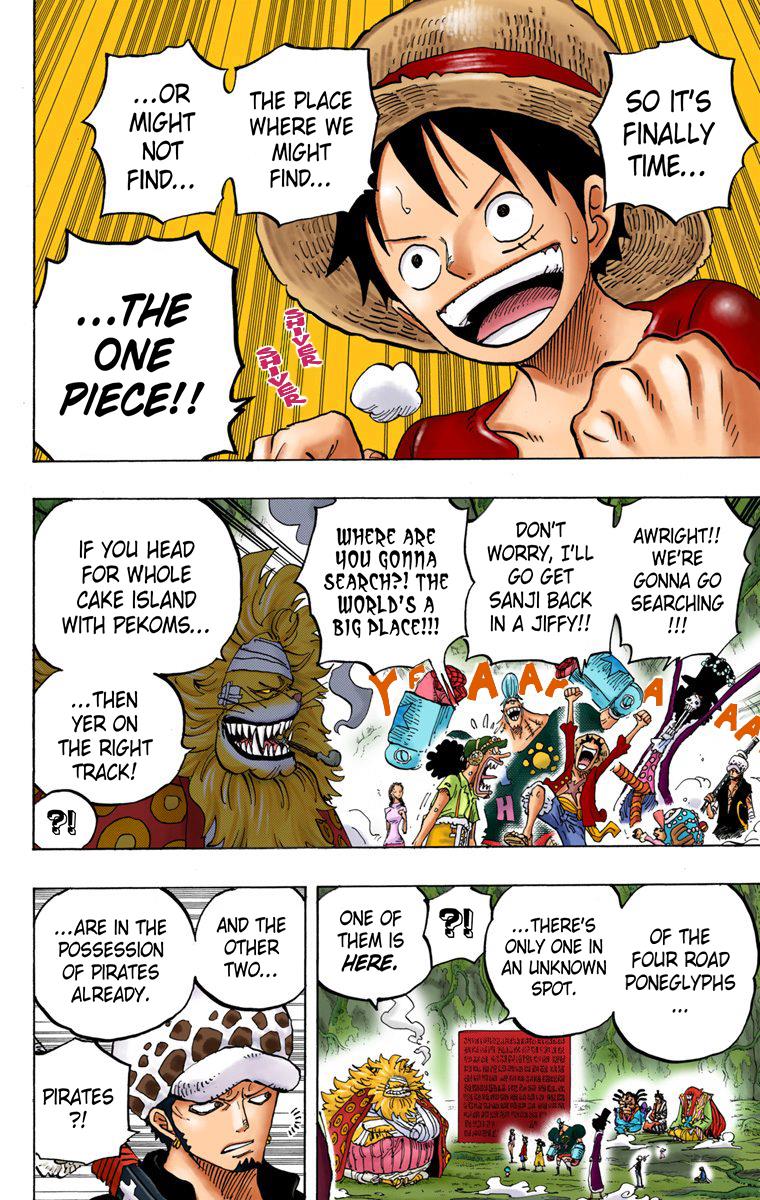 SO IT'S
FINALLY
TIME...
THE PLACE
WHERE WE
MIGHT
FIND...
...OR
MIGHT
NOT
FIND...
...THE
ONE
PIECE!!
SHIVER
SHIVER
AWRIGHT!!
WE'RE
GONNA GO
SEARCHING
!!!
DON'T
WORRY, I'LL
GO GET
SANJI BACK
IN A JIFFY!!
WHERE ARE
YOU GONNA
SEARCH?! THE
WORLD'S A
BIG PLACE!!!
YEAAAAAAH
IF YOU HEAD
FOR WHOLE
CAKE ISLAND
WITH PEKOMS...
...THEN
YER ON
THE RIGHT
TRACK!
?!
OF THE
FOUR ROAD
PONEGLYPHS
...
...THERE'S
ONLY ONE IN
AN UNKNOWN
SPOT.
?!
ONE OF
THEM IS
HERE.
AND THE
OTHER
TWO...
...ARE IN THE
POSSESSION
OF PIRATES
ALREADY.
PIRATES
?!